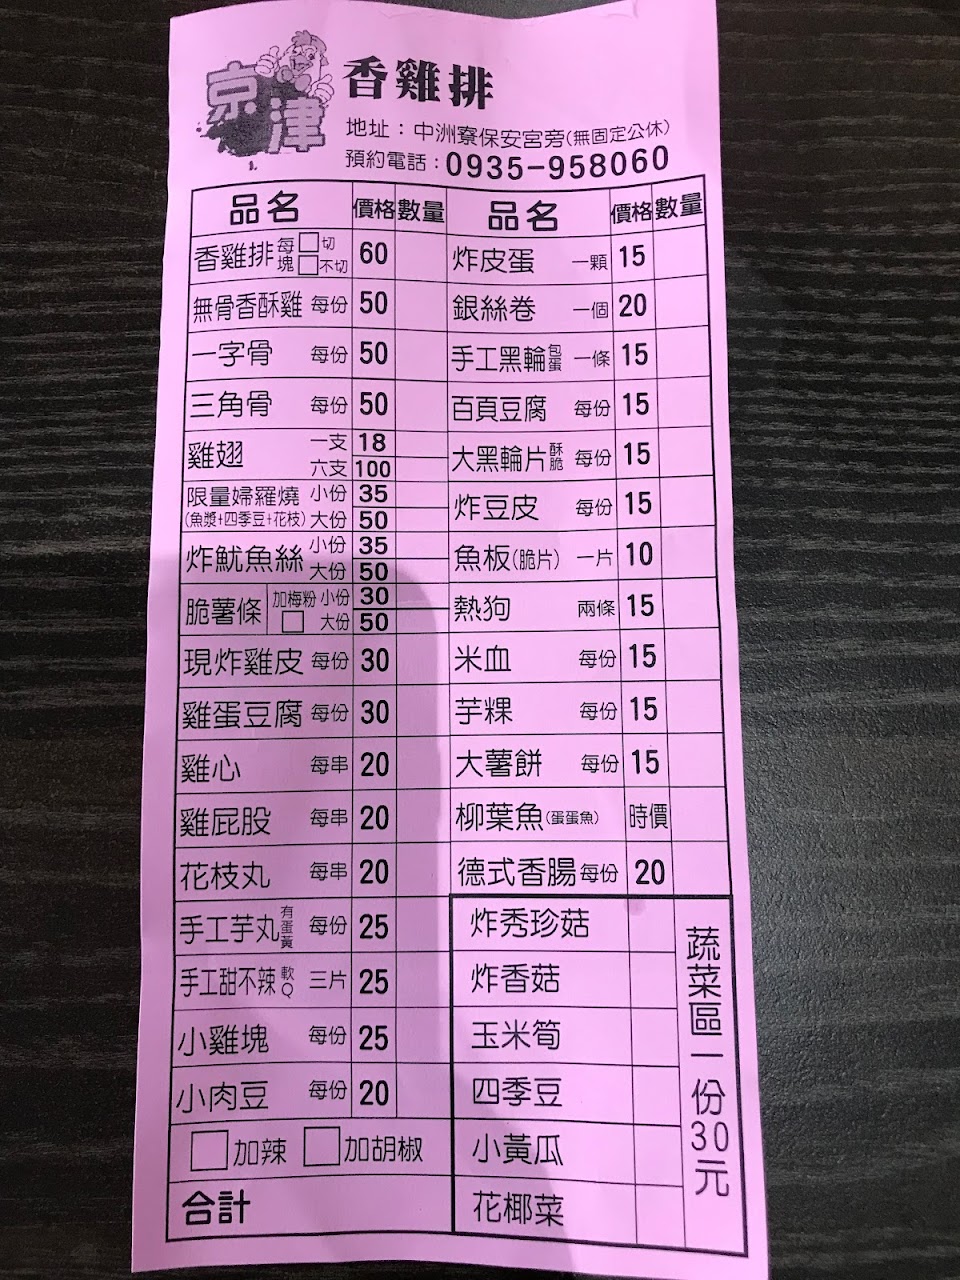 京津
香雞排
地址：中洲寮保安宮旁(無固定公休)
預約電話：0935-958060
品名 價格 數量 品名 價格 數量
香雞排 每塊 □切 □不切 60
無骨香酥雞 每份 50
一字骨 每份 50
三角骨 每份 50
雞翅 一支 18
六支 100
限量婦羅燒 小份 35
(魚漿+四季豆+花枝) 大份 50
炸魷魚絲 小份 35
大份 50
脆薯條 加梅粉 □ 小份 30
大份 50
現炸雞皮 每份 30
雞蛋豆腐 每份 30
雞心 每串 20
雞屁股 每串 20
花枝丸 每串 20
手工芋丸 有蛋黃 每份 25
手工甜不辣 軟Q 三片 25
小雞塊 每份 25
小肉豆 每份 20
□加辣 □加胡椒
合計
炸皮蛋 一顆 15
銀絲卷 一個 20
手工黑輪 包蛋 一條 15
百頁豆腐 每份 15
大黑輪片 酥脆 每份 15
炸豆皮 每份 15
魚板(脆片) 一片 10
熱狗 兩條 15
米血 每份 15
芋粿 每份 15
大薯餅 每份 15
柳葉魚(蛋蛋魚) 時價
德式香腸 每份 20
炸秀珍菇
炸香菇
玉米筍
四季豆
小黃瓜
花椰菜
蔬菜區一份30元